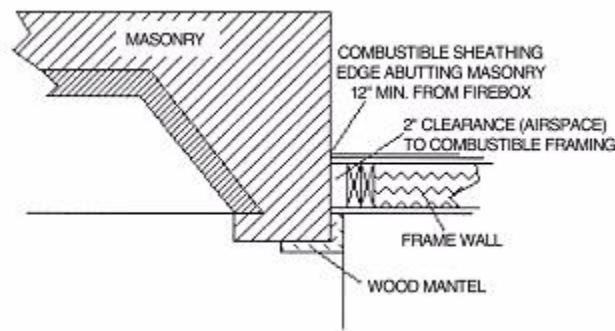 MASONRY
COMBUSTIBLE SHEATHING
EDGE ABUTTING MASONRY
12" MIN. FROM FIREBOX
2" CLEARANCE (AIRSPACE)
TO COMBUSTIBLE FRAMING
FRAME WALL
WOOD MANTEL